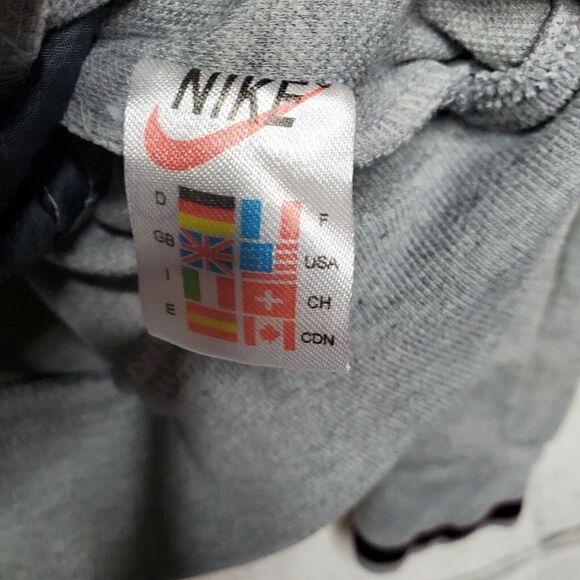 NIKE
D F
GB USA
I CH
E CDN